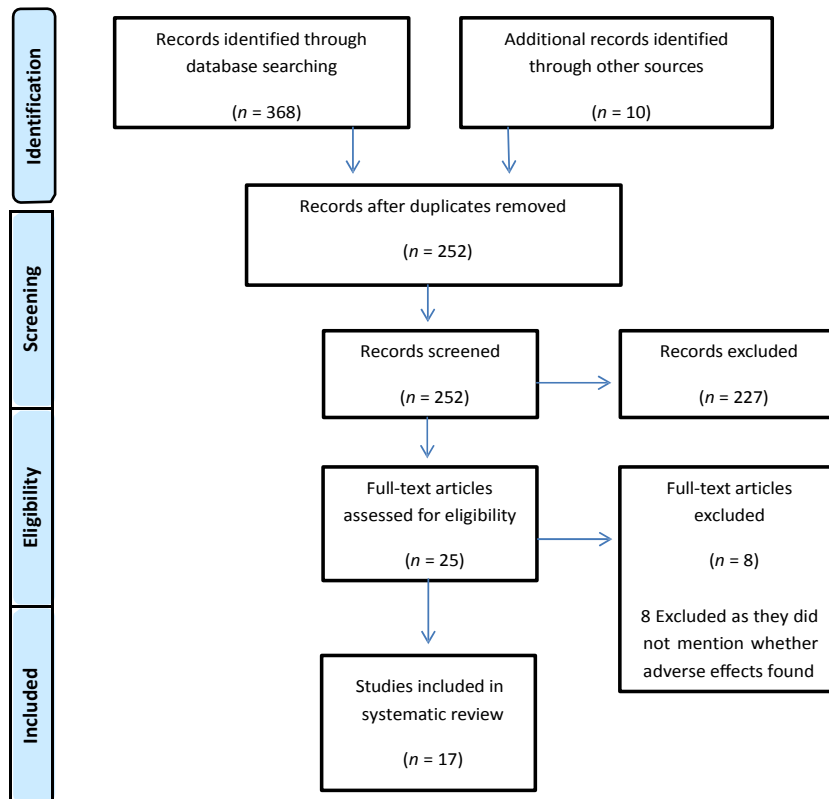 Identification
Records identified through
database searching
(n = 368)
Additional records identified
through other sources
(n = 10)
Records after duplicates removed
(n = 252)
Screening
Records screened
(n = 252)
Records excluded
(n = 227)
Eligibility
Full-text articles
assessed for eligibility
(n = 25)
Full-text articles
excluded
(n = 8)
8 Excluded as they did
not mention whether
adverse effects found
Included
Studies included in
systematic review
(n = 17)